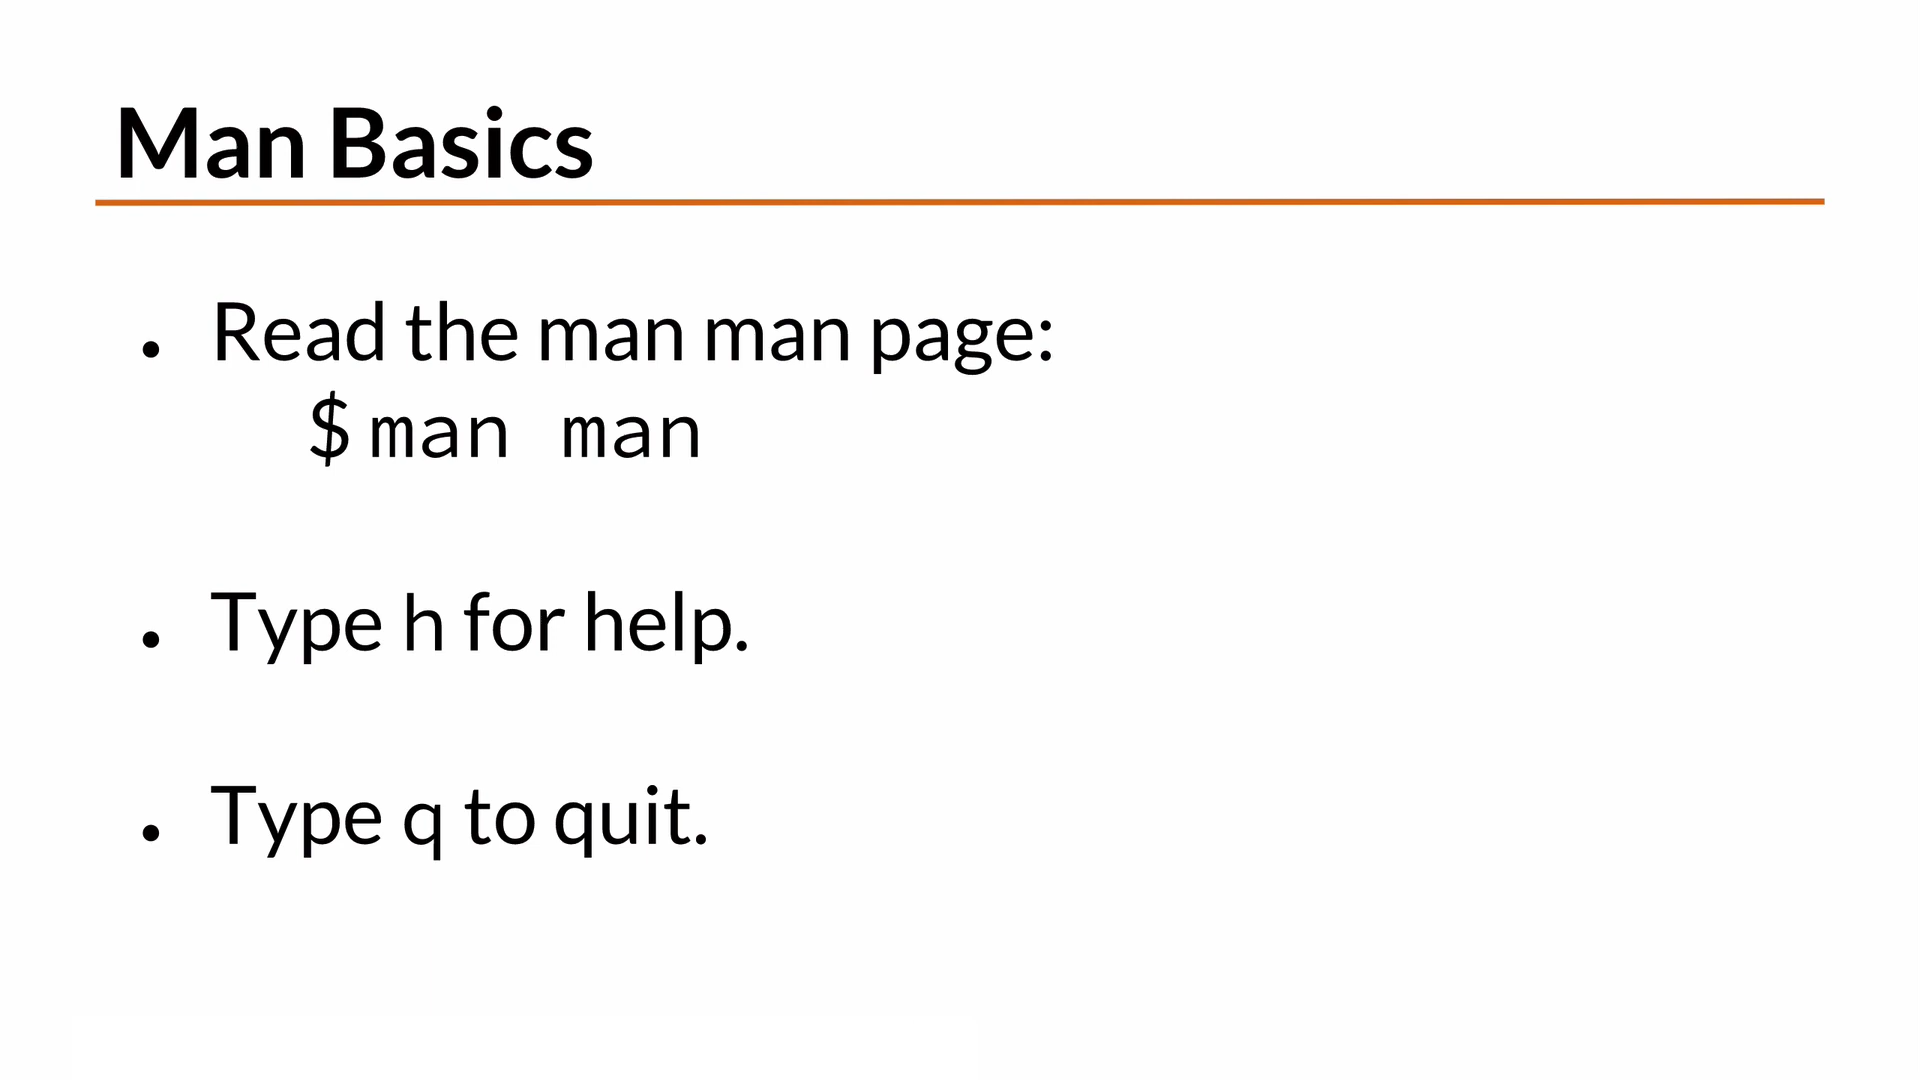 Man Basics
• Read the man man page:
$ man man
• Type h for help.
• Type q to quit.